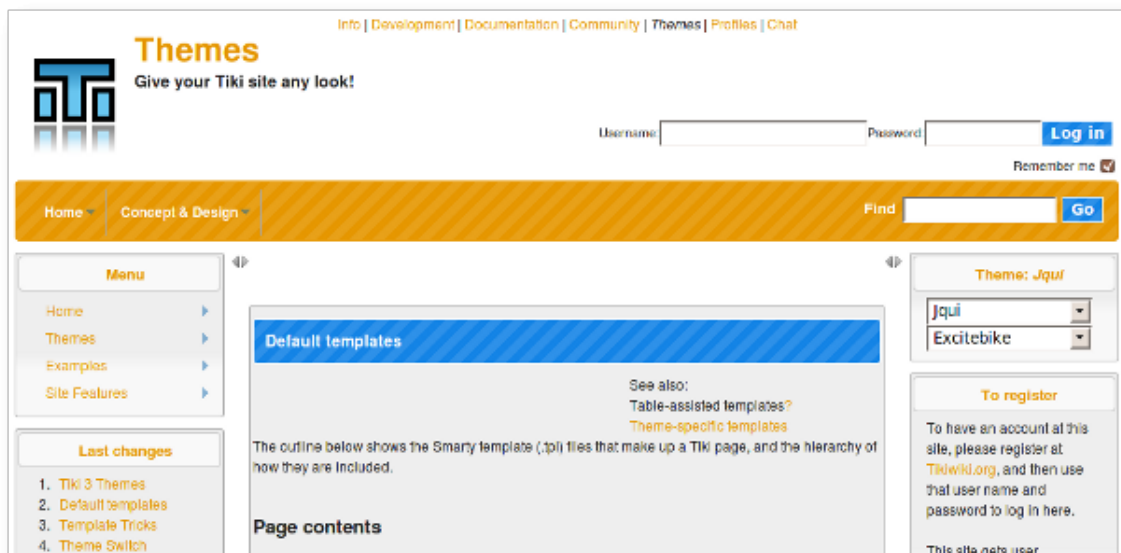 Info | Development | Documentation | Community | Themes | Profiles | Chat
Themes
Give your Tiki site any look!
Username: Password: Log in
Remember me
Home Concept & Design Find Go
Menu
Home
Themes
Examples
Site Features
Last changes
1. Tiki 3 Themes
2. Default templates
3. Template Tricks
4. Theme Switch
Default templates
See also:
Table-assisted templates?
Theme-specific templates
The outline below shows the Smarty template (.tpl) files that make up a Tiki page, and the hierarchy of
how they are included.
Page contents
Theme: Jqui
Jqui
Excitebike
To register
To have an account at this
site, please register at
Tikiwiki.org, and then use
that user name and
password to log in here.
This site gets user